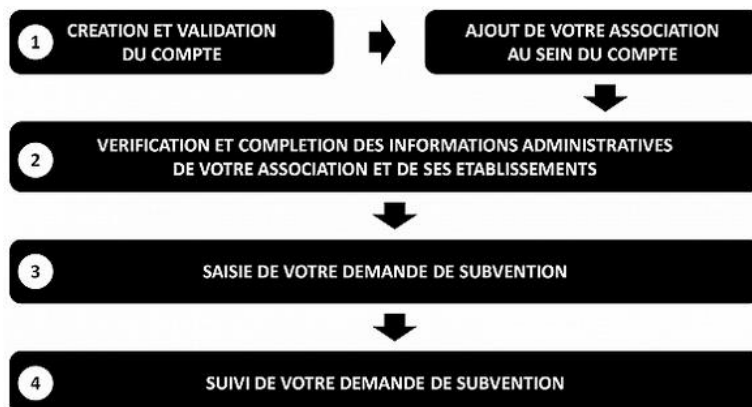 1
CREATION ET VALIDATION
DU COMPTE
AJOUT DE VOTRE ASSOCIATION
AU SEIN DU COMPTE
2
VERIFICATION ET COMPLETION DES INFORMATIONS ADMINISTRATIVES
DE VOTRE ASSOCIATION ET DE SES ETABLISSEMENTS
3
SAISIE DE VOTRE DEMANDE DE SUBVENTION
4
SUIVI DE VOTRE DEMANDE DE SUBVENTION